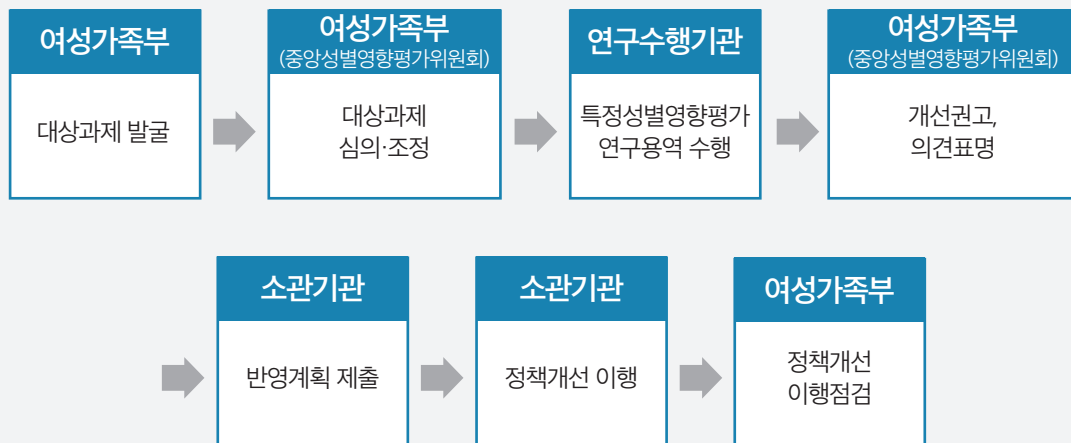 여성가족부
대상과제 발굴
여성가족부
(중앙성별영향평가위원회)
대상과제
심의·조정
연구수행기관
특정성별영향평가
연구용역 수행
여성가족부
(중앙성별영향평가위원회)
개선권고,
의견표명
소관기관
반영계획 제출
소관기관
정책개선 이행
여성가족부
정책개선
이행점검